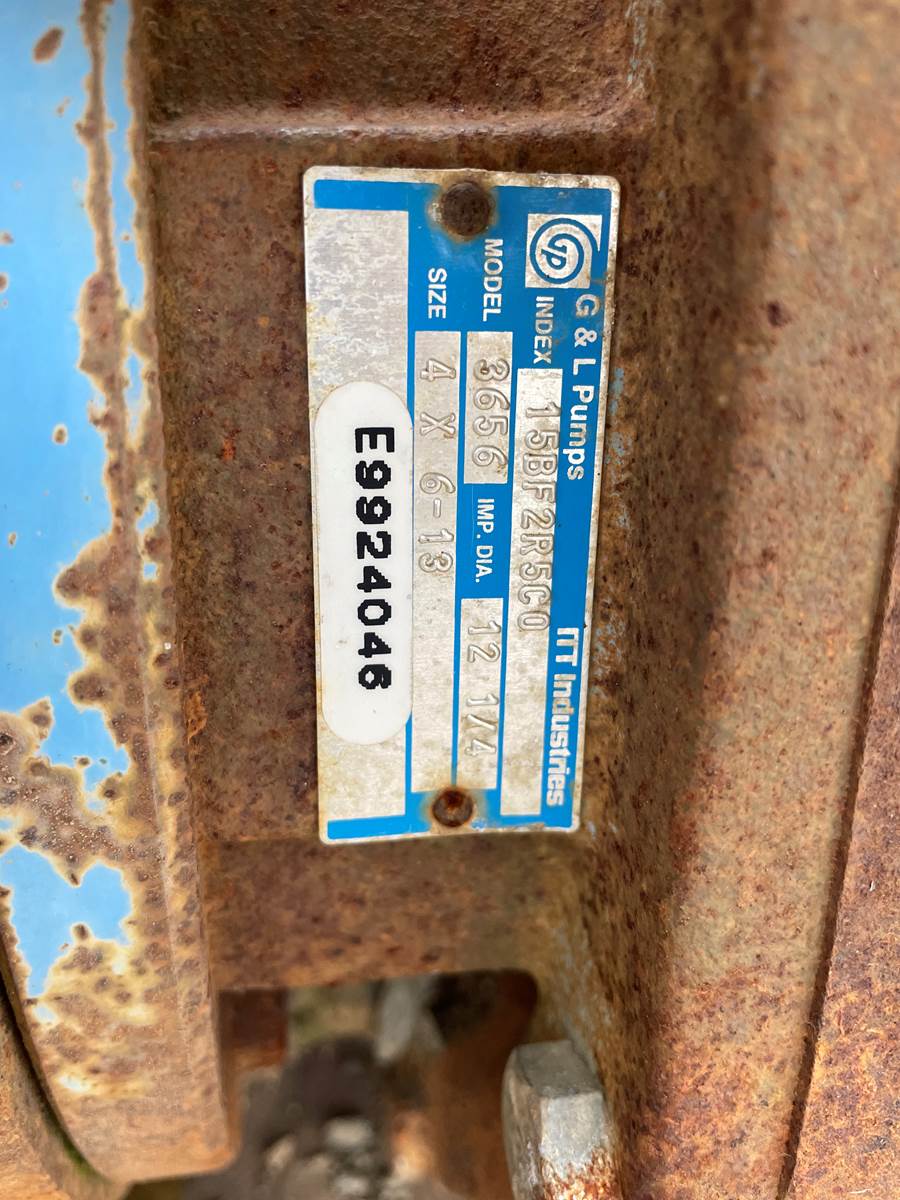 G & L Pumps ITT Industries
INDEX 15BF2R5C0
MODEL 3656 IMP. DIA. 12 1/4
SIZE 4 X 6-13
E9924046